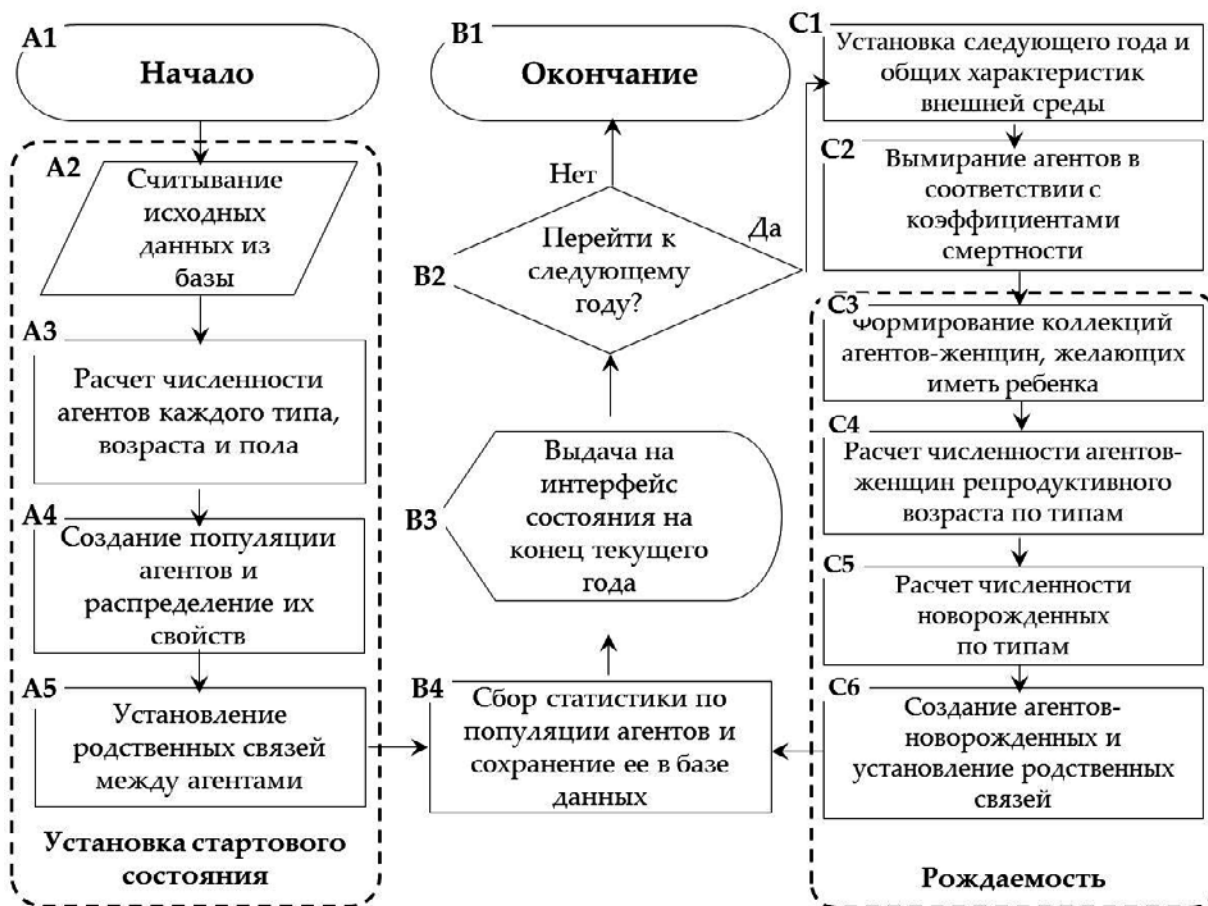 A1
Начало
A2
Считывание
исходных
данных из
базы
A3
Расчет численности
агентов каждого типа,
возраста и пола
A4
Создание популяции
агентов и
распределение их
свойств
A5
Установление
родственных связей
между агентами
Установка стартового
состояния
B1
Окончание
Нет
Да
B2
Перейти к
следующему
году?
B3
Выдача на
интерфейс
состояния на
конец текущего
года
B4
Сбор статистики по
популяции агентов и
сохранение ее в базе
данных
C1
Установка следующего года и
общих характеристик
внешней среды
C2
Вымирание агентов в
соответствии с
коэффициентами
смертности
C3
Формирование коллекций
агентов-женщин, желающих
иметь ребенка
C4
Расчет численности агентов-
женщин репродуктивного
возраста по типам
C5
Расчет численности
новорожденных
по типам
C6
Создание агентов-
новорожденных и
установление родственных
связей
Рождаемость